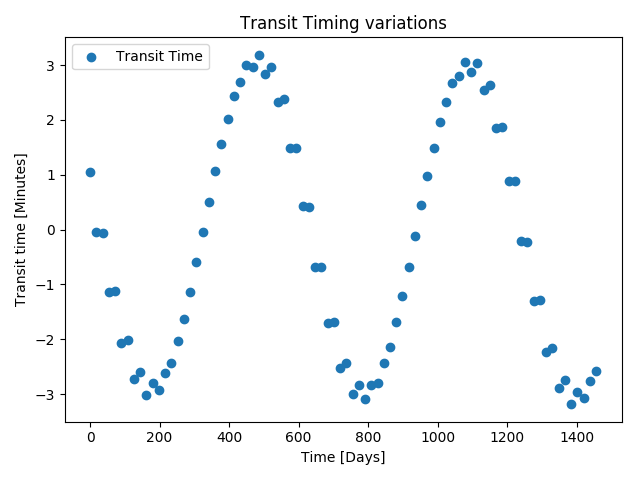 Transit Timing variations
Transit Time
Transit time [Minutes]
3
2
1
0
−1
−2
−3
0 200 400 600 800 1000 1200 1400
Time [Days]